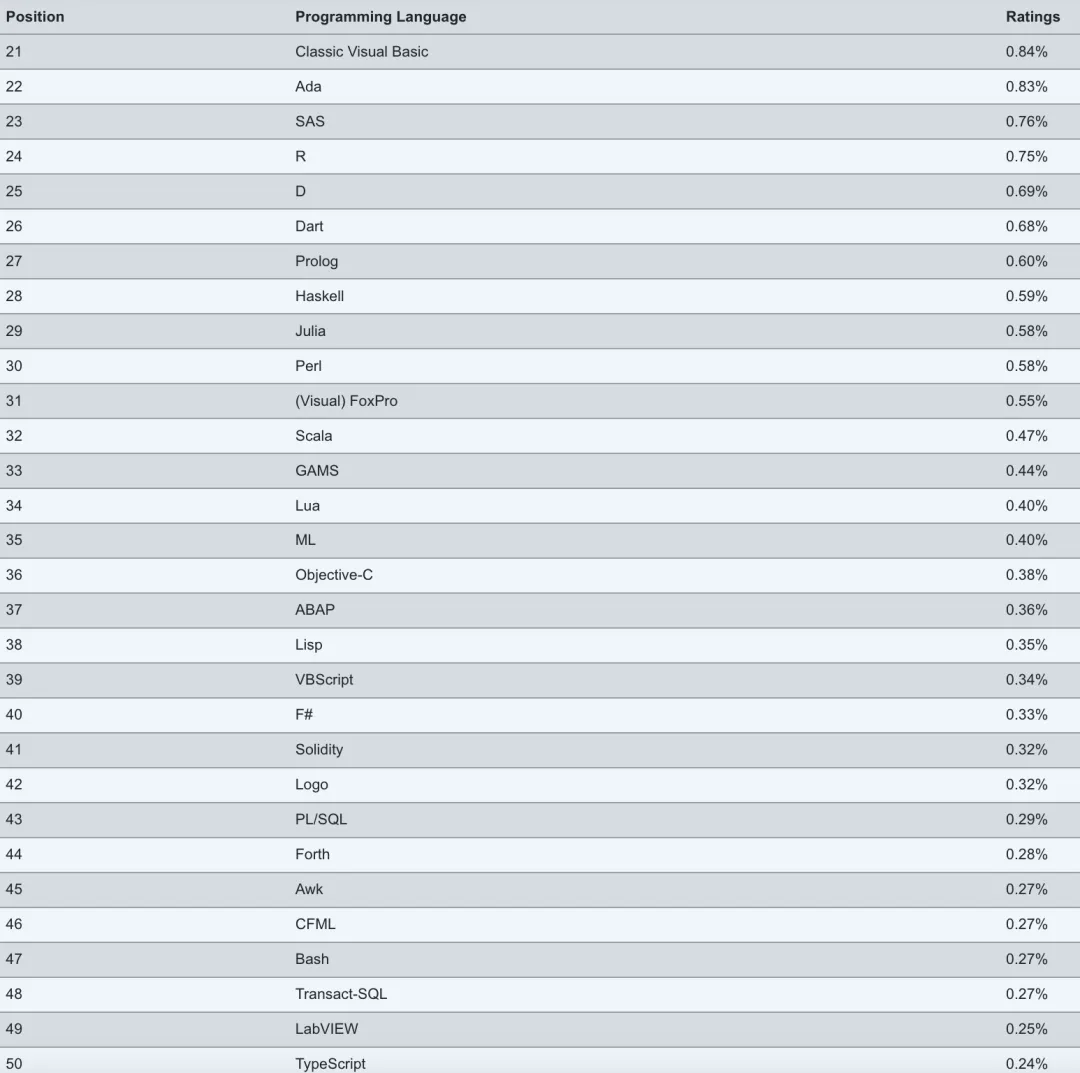 Position Programming Language Ratings
21 Classic Visual Basic 0.84%
22 Ada 0.83%
23 SAS 0.76%
24 R 0.75%
25 D 0.69%
26 Dart 0.68%
27 Prolog 0.60%
28 Haskell 0.59%
29 Julia 0.58%
30 Perl 0.58%
31 (Visual) FoxPro 0.55%
32 Scala 0.47%
33 GAMS 0.44%
34 Lua 0.40%
35 ML 0.40%
36 Objective-C 0.38%
37 ABAP 0.36%
38 Lisp 0.35%
39 VBScript 0.34%
40 F# 0.33%
41 Solidity 0.32%
42 Logo 0.32%
43 PL/SQL 0.29%
44 Forth 0.28%
45 Awk 0.27%
46 CFML 0.27%
47 Bash 0.27%
48 Transact-SQL 0.27%
49 LabVIEW 0.25%
50 TypeScript 0.24%